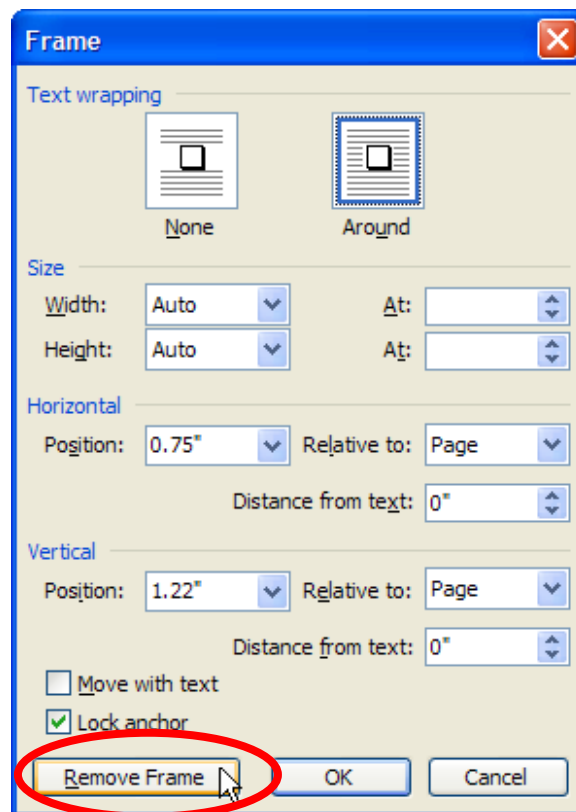 Frame
Text wrapping
None Around
Size
Width: Auto At:
Height: Auto At:
Horizontal
Position: 0.75" Relative to: Page
Distance from text: 0"
Vertical
Position: 1.22" Relative to: Page
Distance from text: 0"
Move with text
Lock anchor
Remove Frame OK Cancel